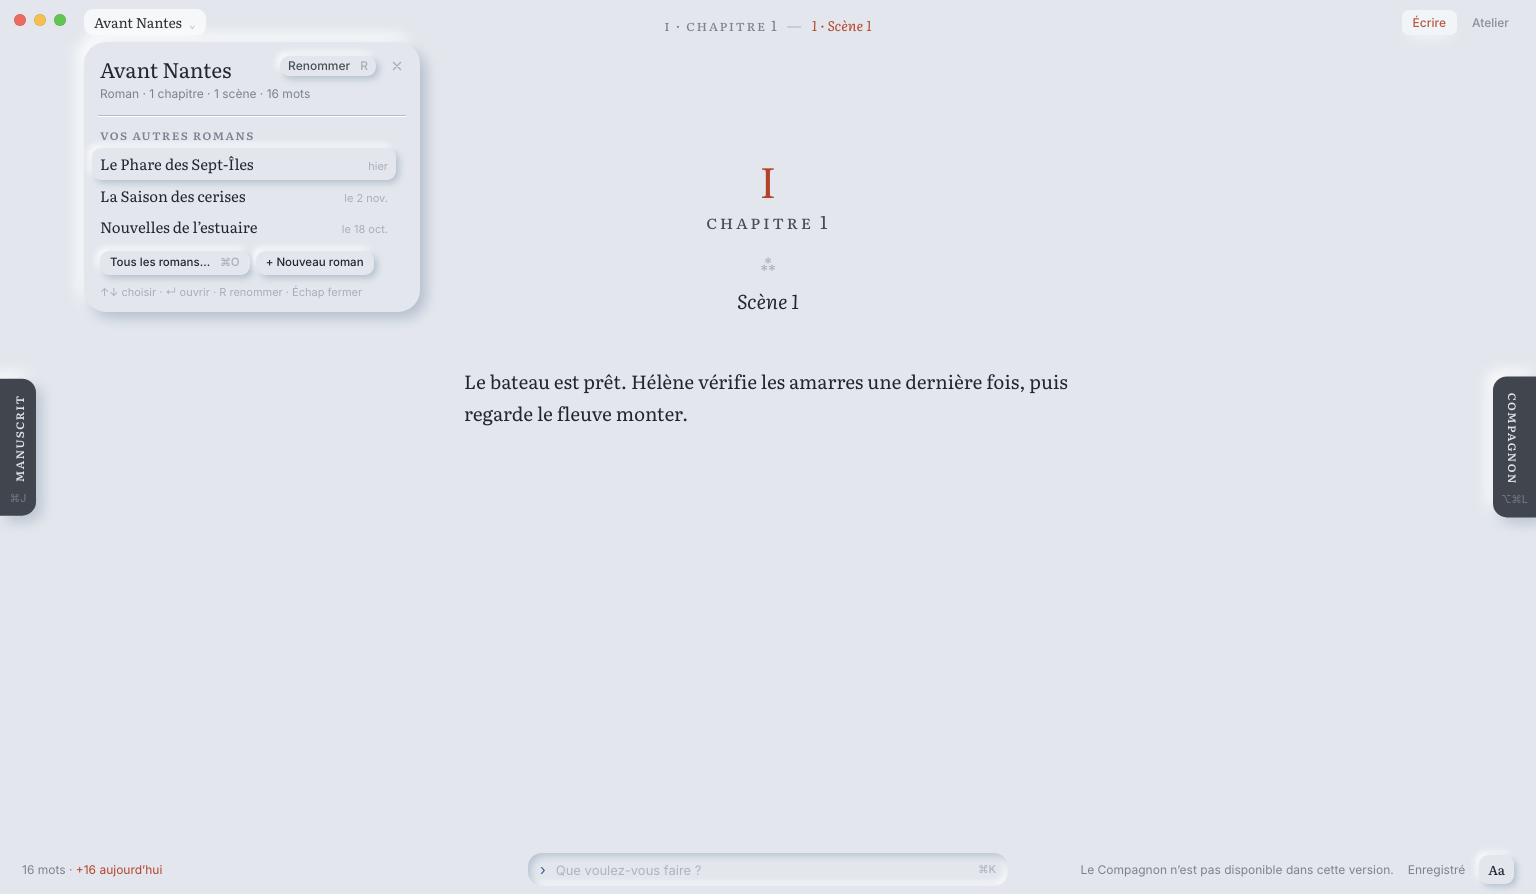 Avant Nantes ⌄
I · CHAPITRE 1 — 1 · Scène 1
Écrire Atelier
Avant Nantes
Renommer R ×
Roman · 1 chapitre · 1 scène · 16 mots
VOS AUTRES ROMANS
Le Phare des Sept-Îles hier
La Saison des cerises le 2 nov.
Nouvelles de l’estuaire le 18 oct.
Tous les romans… ⌘O + Nouveau roman
↑↓ choisir · ↵ ouvrir · R renommer · Échap fermer
I
CHAPITRE 1
⁂
Scène 1
Le bateau est prêt. Hélène vérifie les amarres une dernière fois, puis
regarde le fleuve monter.
MANUSCRIT
⌘J
COMPAGNON
⌥⌘L
16 mots · +16 aujourd’hui
› Que voulez-vous faire ? ⌘K
Le Compagnon n’est pas disponible dans cette version. Enregistré Aa